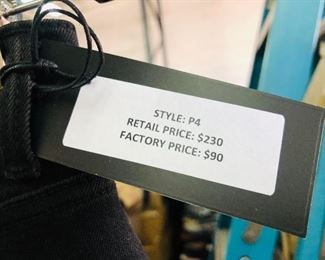 STYLE: P4
RETAIL PRICE: $230
FACTORY PRICE: $90